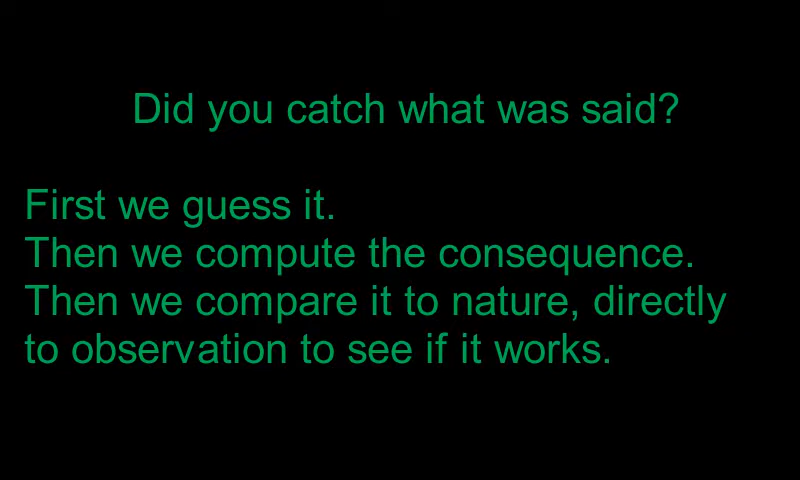 Did you catch what was said?
First we guess it.
Then we compute the consequence.
Then we compare it to nature, directly
to observation to see if it works.